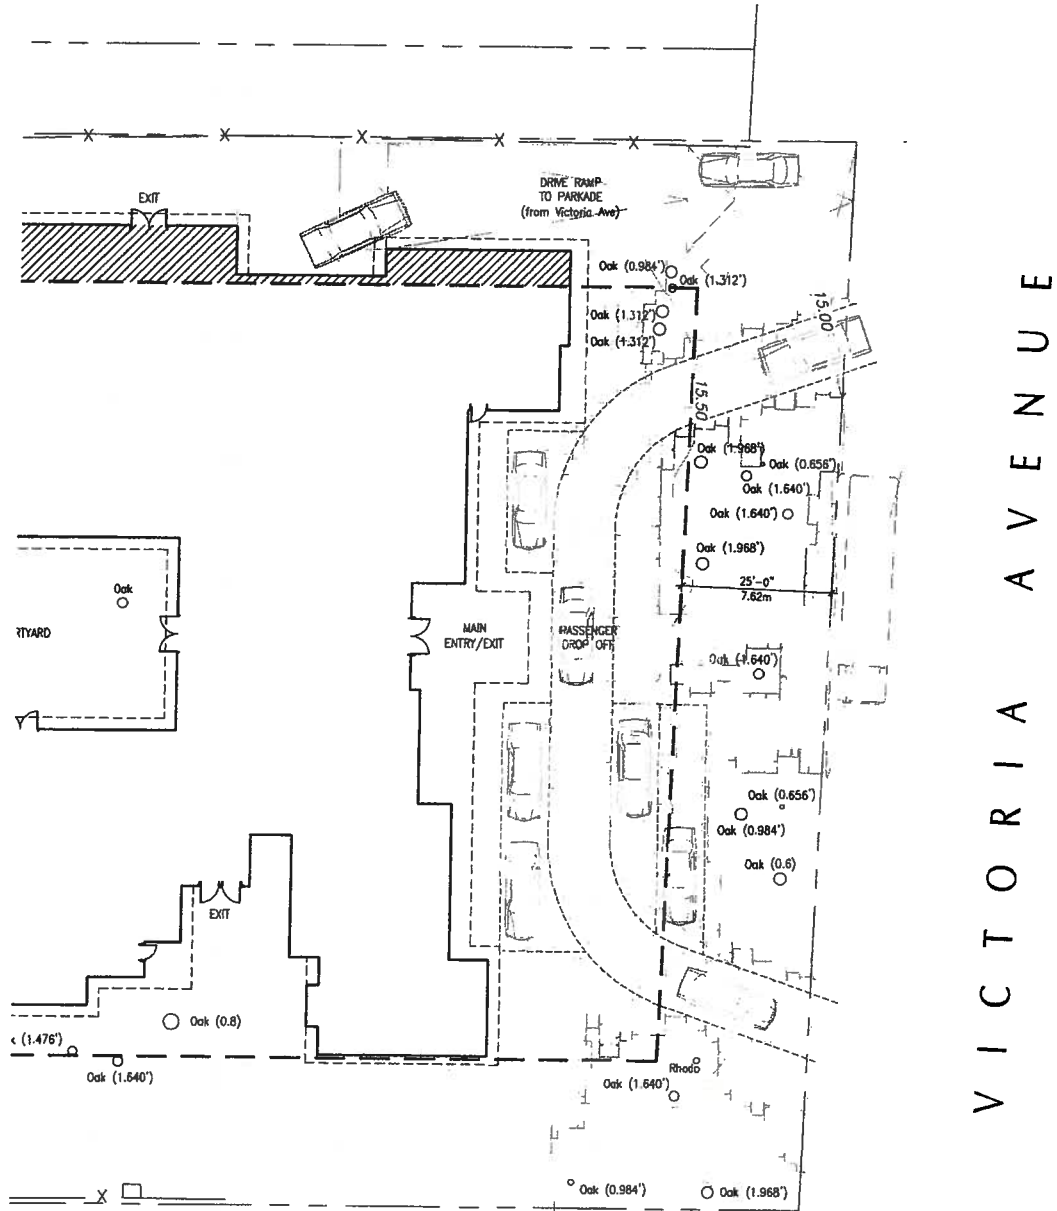 EXIT
DRIVE RAMP
TO PARKADE
(from Victoria Ave)
Oak (0.984')
Oak (1.312')
Oak (1.312')
Oak (1.312')
15.00
15.50
Oak (1.968')
Oak (0.656')
Oak (1.640')
Oak (1.640')
Oak (1.968')
25'-0"
7.62m
Oak
RTYARD
MAIN
ENTRY/EXIT
PASSENGER
DROP OFF
Oak (1.640')
Oak (0.656')
Oak (0.984')
Oak (0.6)
EXIT
Oak (0.8)
k (1.476')
Oak (1.640')
Rhodo
Oak (1.640')
Oak (0.984')
Oak (1.968')
VICTORIA AVENUE